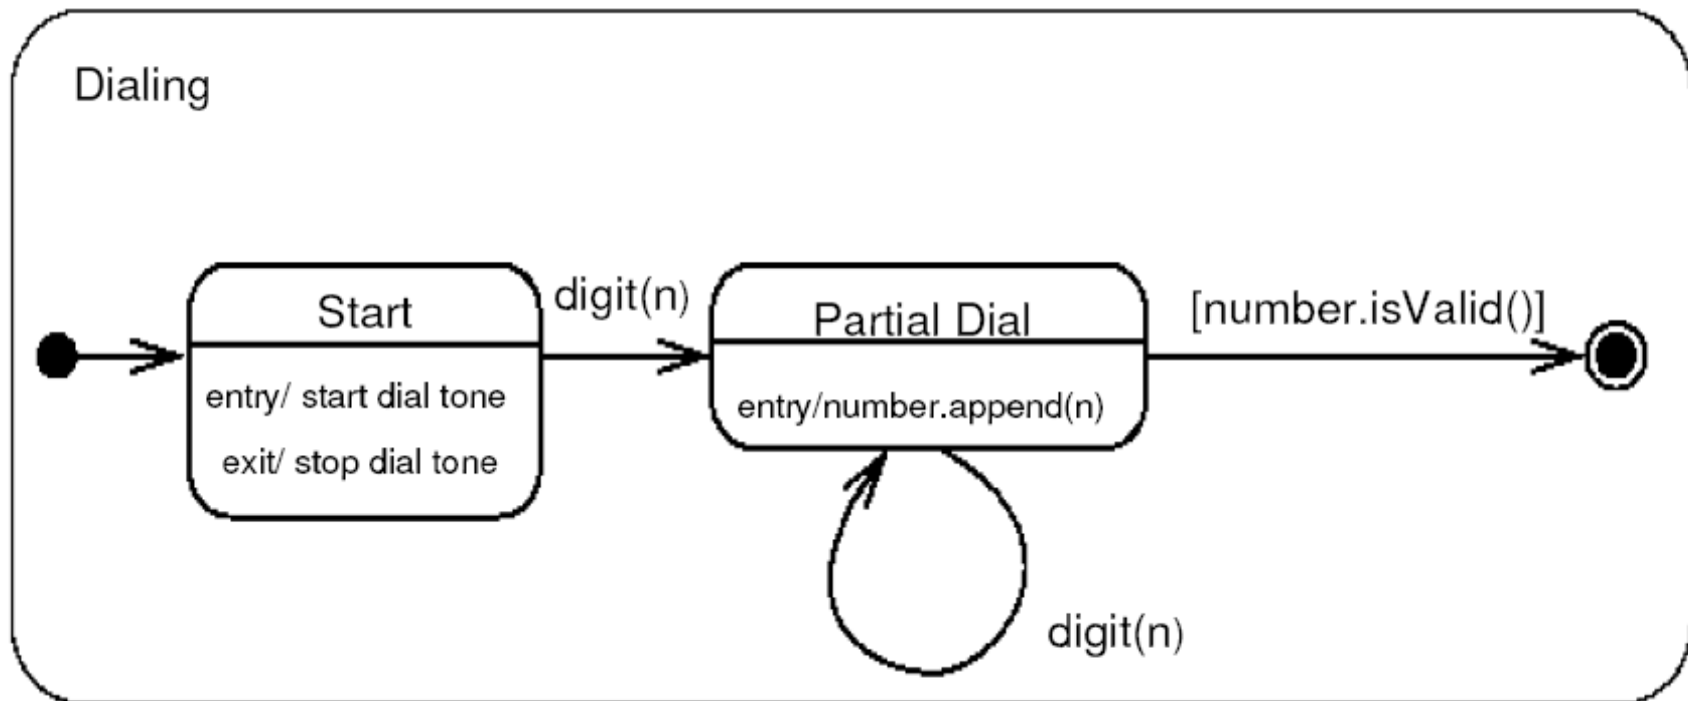 Dialing
Start
entry/ start dial tone
exit/ stop dial tone
digit(n)
Partial Dial
entry/number.append(n)
digit(n)
[number.isValid()]